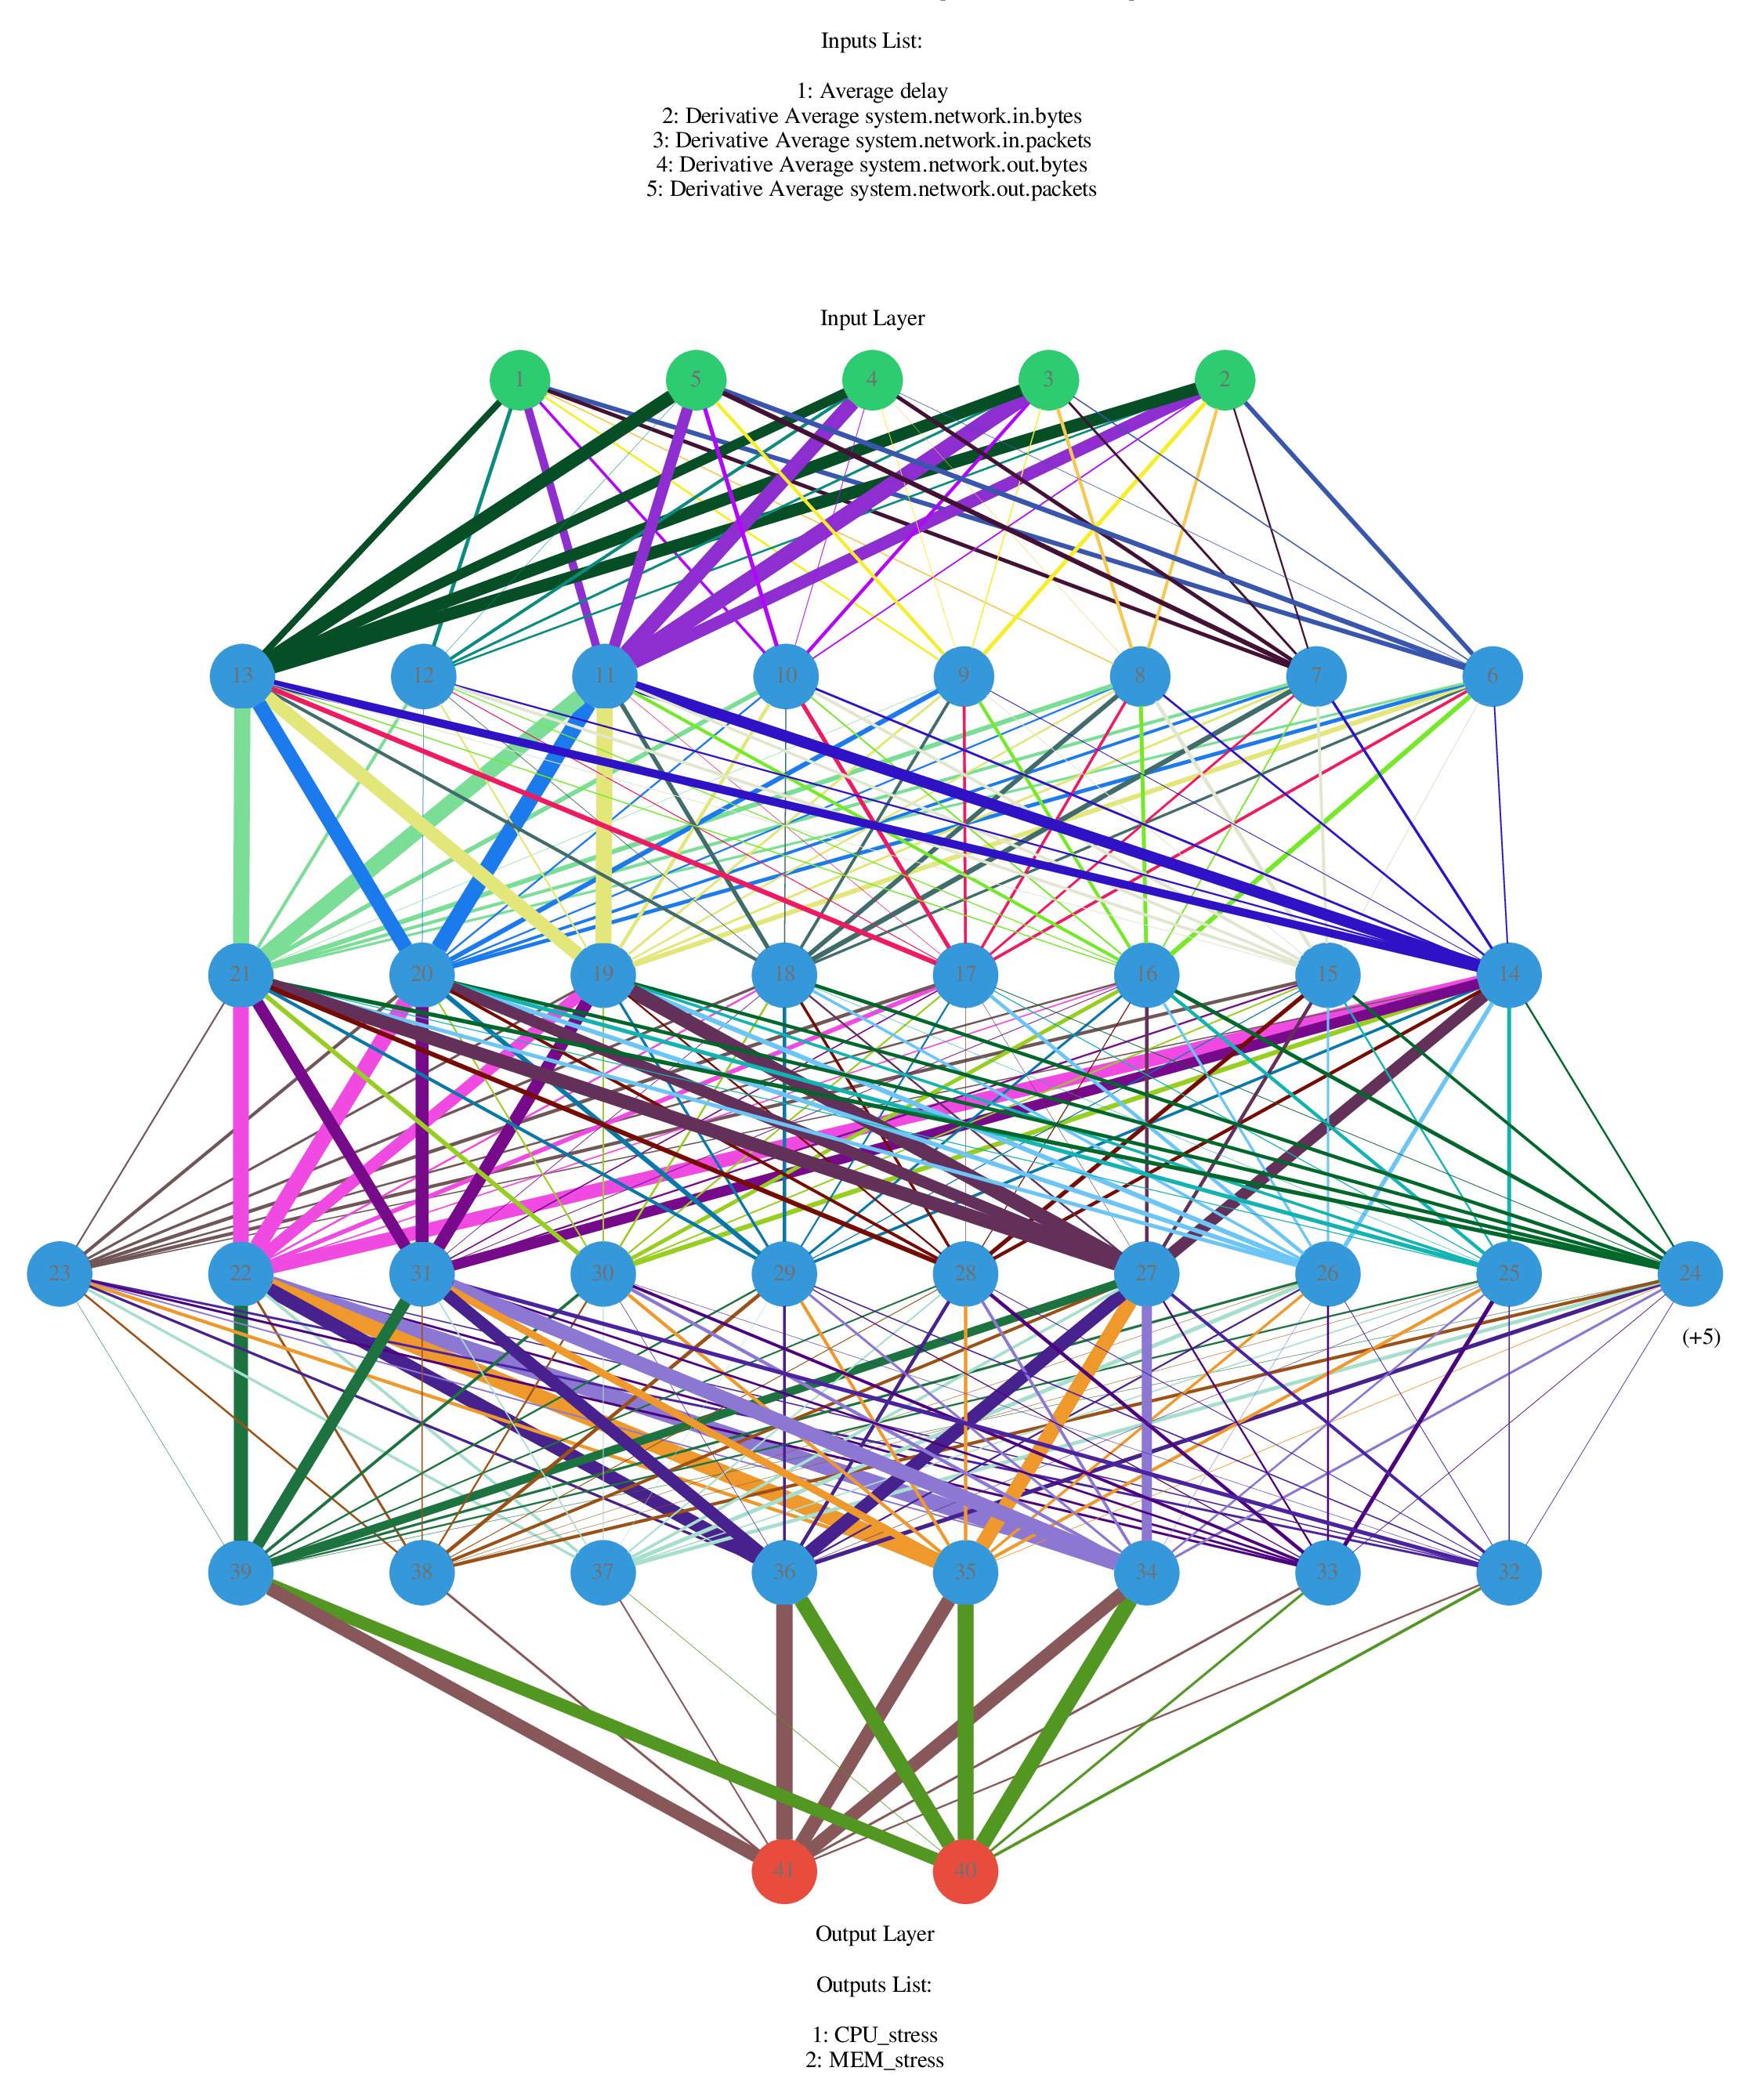 Inputs List:
1: Average delay
2: Derivative Average system.network.in.bytes
3: Derivative Average system.network.in.packets
4: Derivative Average system.network.out.bytes
5: Derivative Average system.network.out.packets
Input Layer
1 5 4 3 2
13 12 11 10 9 8 7 6
21 20 19 18 17 16 15 14
23 22 31 30 29 28 27 26 25 24
(+5)
39 38 37 36 35 34 33 32
41 40
Output Layer
Outputs List:
1: CPU_stress
2: MEM_stress